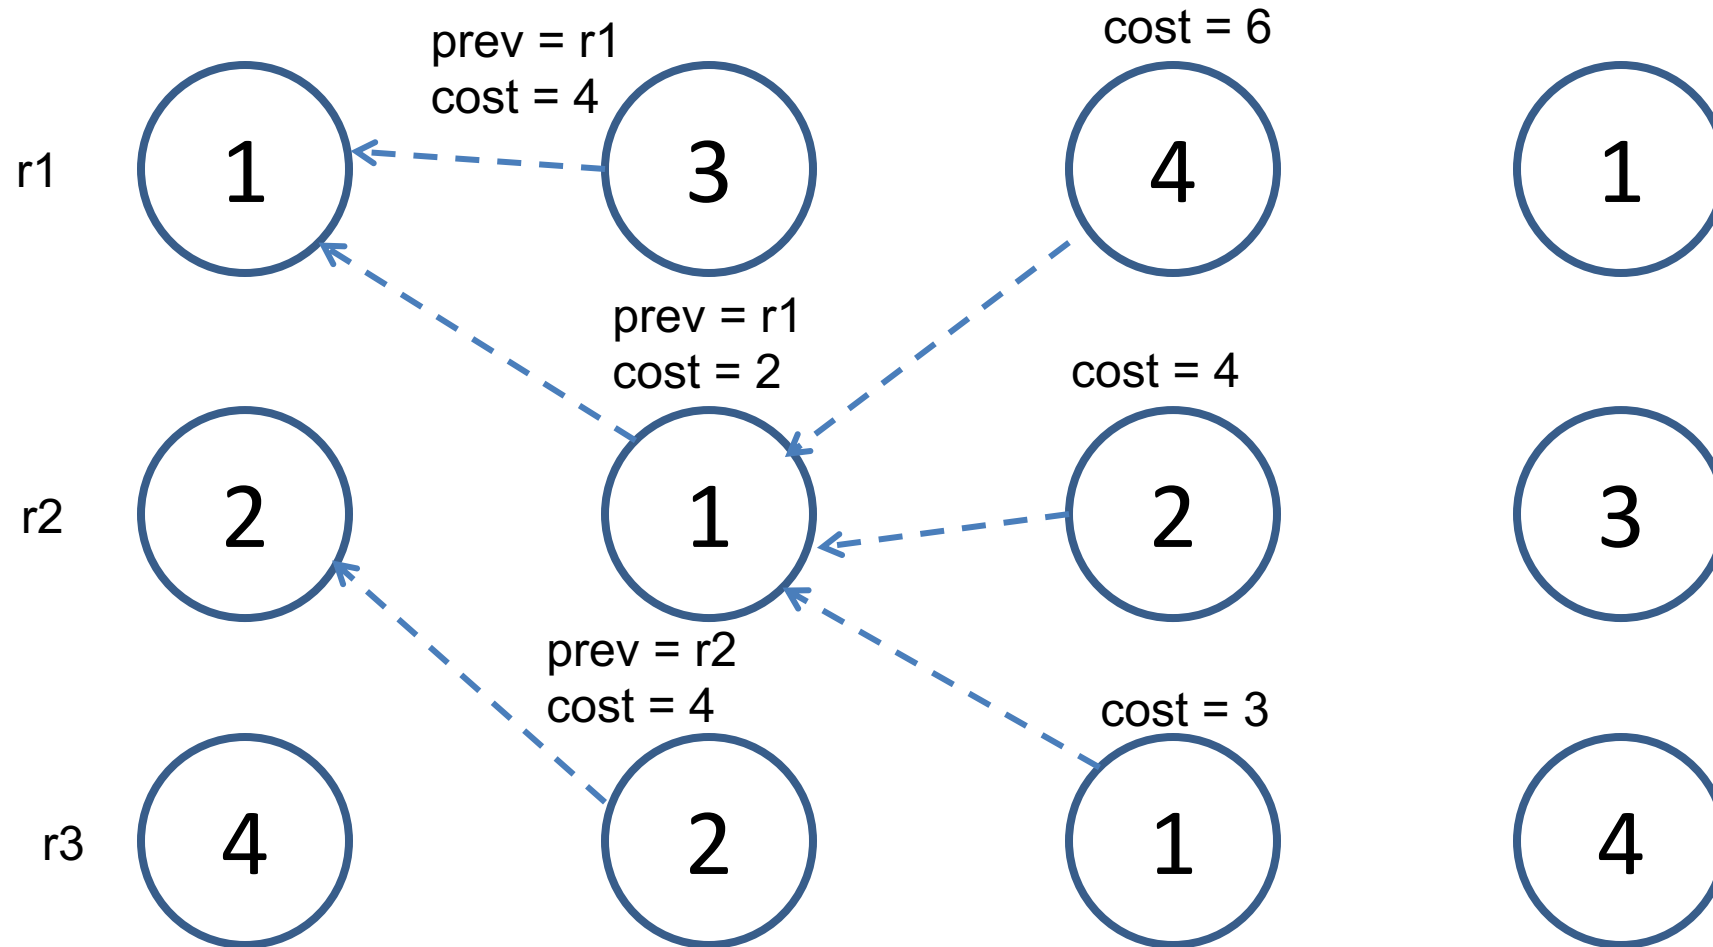 cost = 6
prev = r1
cost = 4
r1
1
3
4
1
prev = r1
cost = 2
cost = 4
r2
2
1
2
3
prev = r2
cost = 4
cost = 3
r3
4
2
1
4